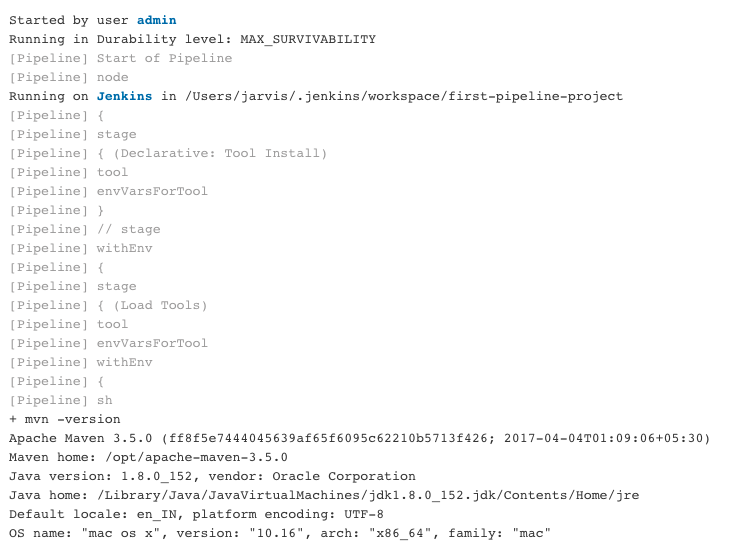 Started by user admin
Running in Durability level: MAX_SURVIVABILITY
[Pipeline] Start of Pipeline
[Pipeline] node
Running on Jenkins in /Users/jarvis/.jenkins/workspace/first-pipeline-project
[Pipeline] {
[Pipeline] stage
[Pipeline] { (Declarative: Tool Install)
[Pipeline] tool
[Pipeline] envVarsForTool
[Pipeline] }
[Pipeline] // stage
[Pipeline] withEnv
[Pipeline] {
[Pipeline] stage
[Pipeline] { (Load Tools)
[Pipeline] tool
[Pipeline] envVarsForTool
[Pipeline] withEnv
[Pipeline] {
[Pipeline] sh
+ mvn -version
Apache Maven 3.5.0 (ff8f5e7444045639af65f6095c62210b5713f426; 2017-04-04T01:09:06+05:30)
Maven home: /opt/apache-maven-3.5.0
Java version: 1.8.0_152, vendor: Oracle Corporation
Java home: /Library/Java/JavaVirtualMachines/jdk1.8.0_152.jdk/Contents/Home/jre
Default locale: en_IN, platform encoding: UTF-8
OS name: "mac os x", version: "10.16", arch: "x86_64", family: "mac"